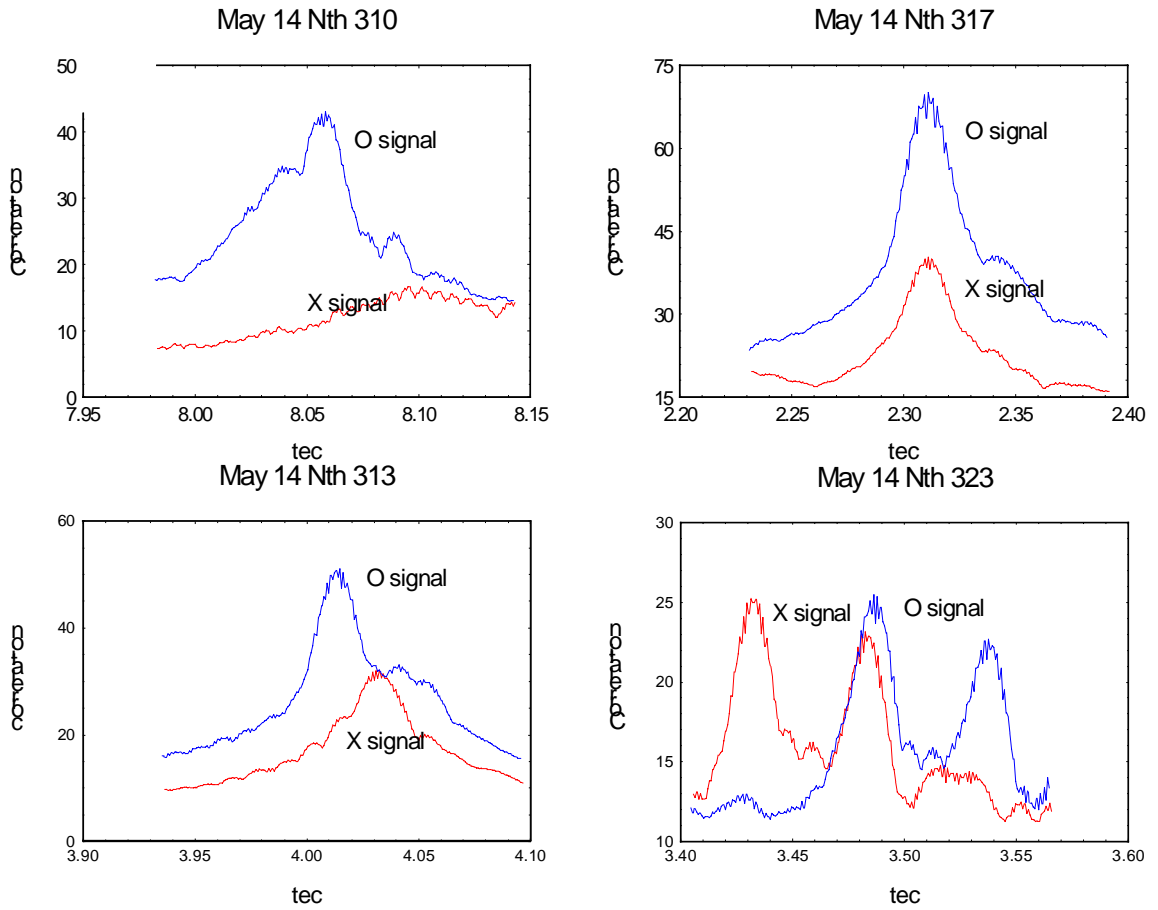 May 14 Nth 310
50
40
30
20
10
0
Correlation
O signal
X signal
7.95
8.00
8.05
8.10
8.15
tec
May 14 Nth 317
75
60
45
30
15
Correlation
O signal
X signal
2.20
2.25
2.30
2.35
2.40
tec
May 14 Nth 313
60
40
20
0
correlation
O signal
X signal
3.90
3.95
4.00
4.05
4.10
tec
May 14 Nth 323
30
25
20
15
10
Correlation
X signal
O signal
3.40
3.45
3.50
3.55
3.60
tec